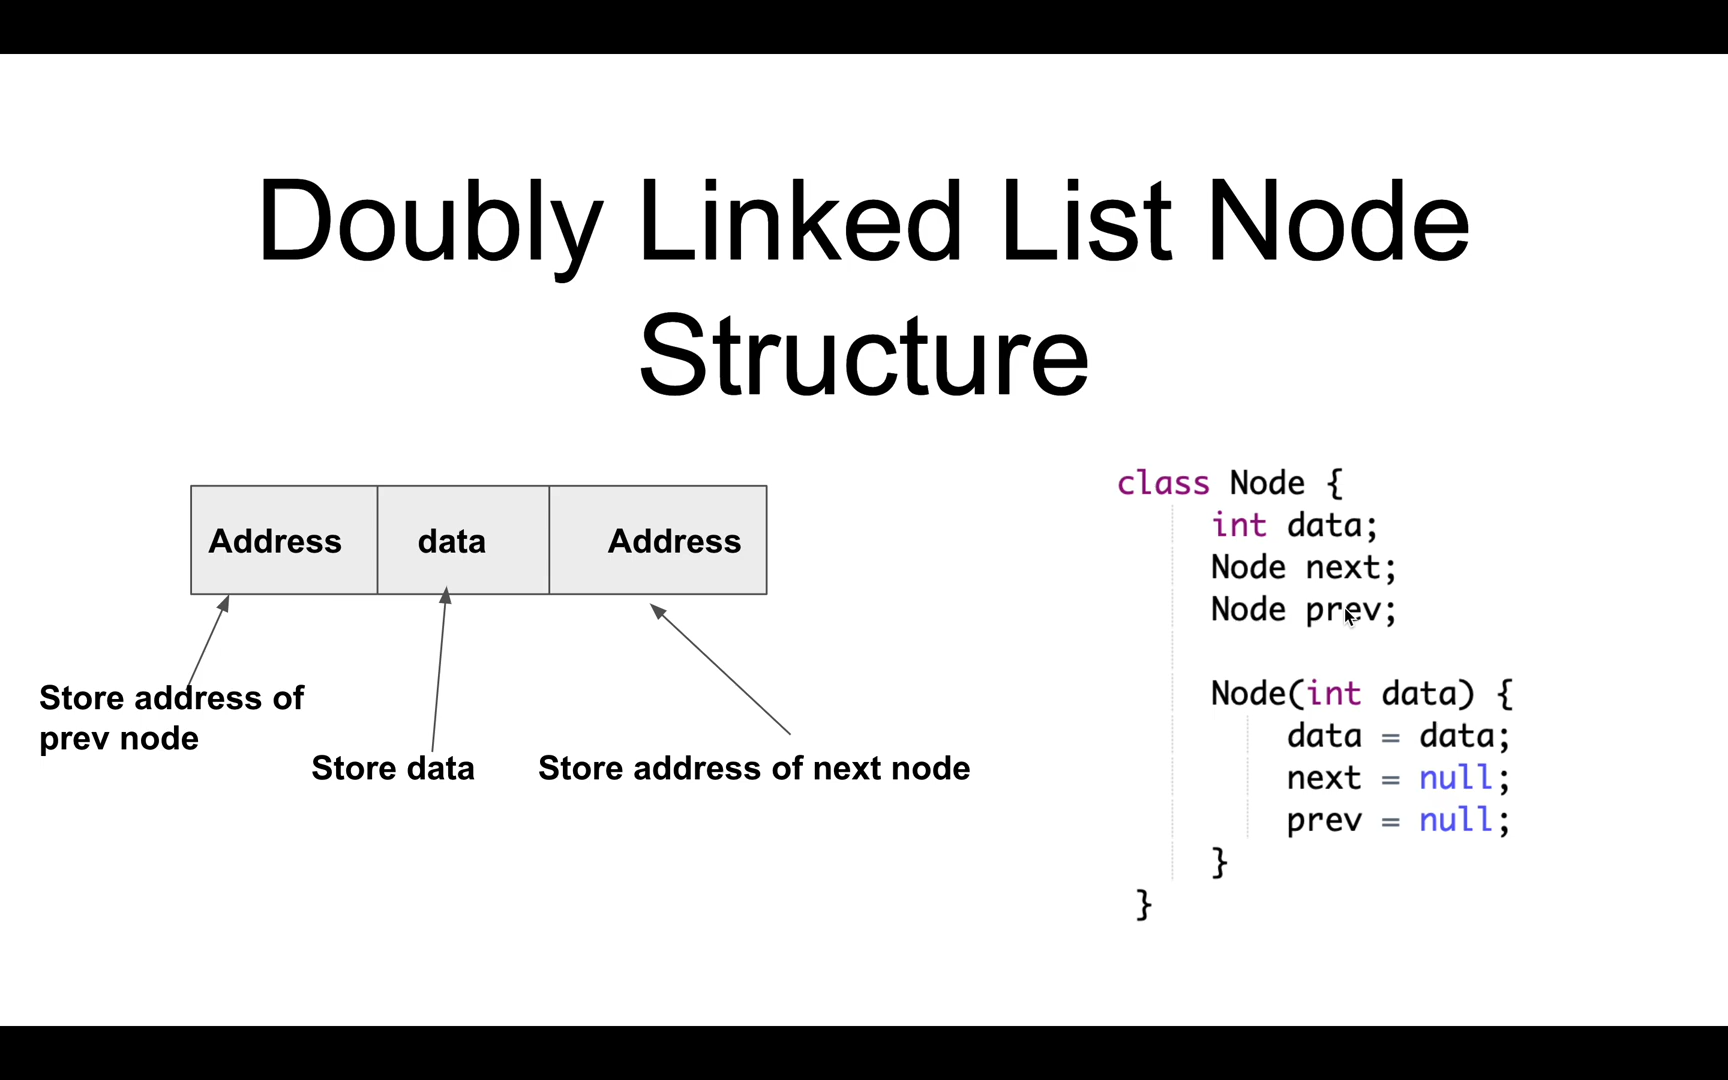 Doubly Linked List Node
Structure
Address data Address
Store address of
prev node
Store data
Store address of next node
class Node {
int data;
Node next;
Node prev;
Node(int data) {
data = data;
next = null;
prev = null;
}
}